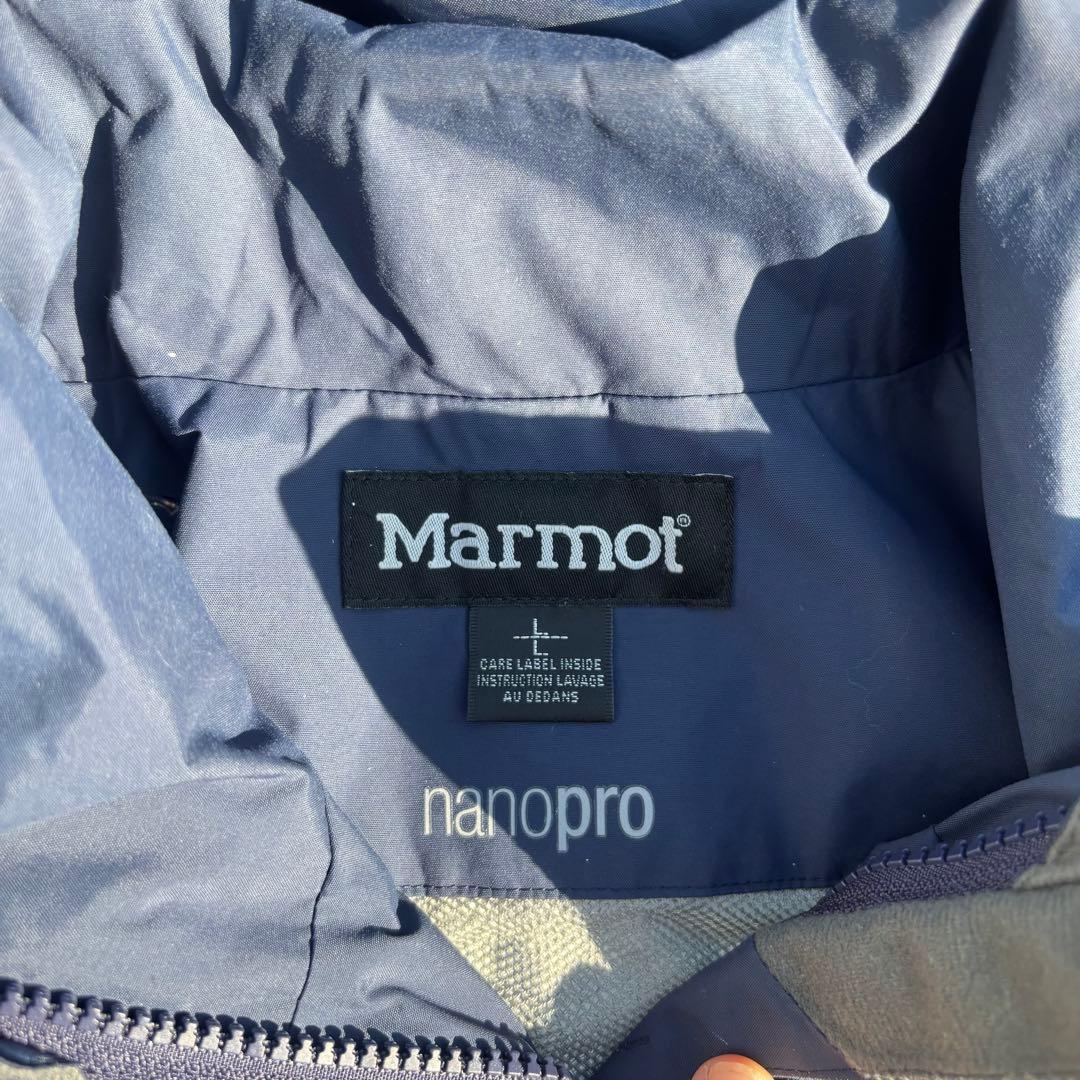 Marmot®
L
L
CARE LABEL INSIDE
INSTRUCTION LAVAGE
AU DEDANS
nanopro